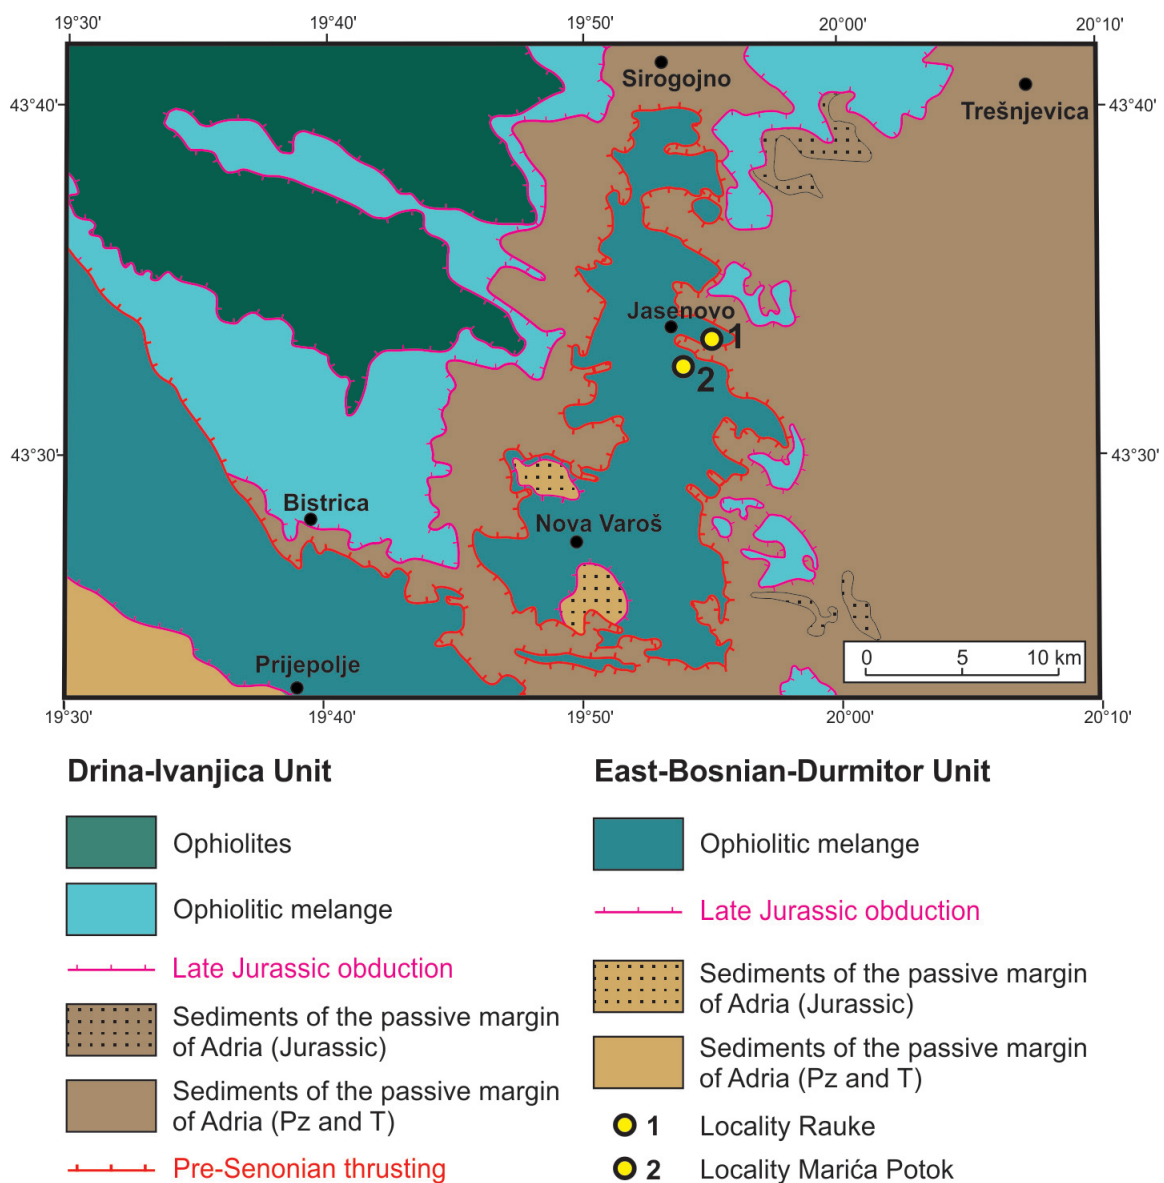 19°30'
19°40'
19°50'
20°00'
20°10'
43°40'
43°40'
Sirogojno
Trešnjevica
Jasenovo
1
2
43°30'
43°30'
Bistrica
Nova Varoš
Prijepolje
0
5
10 km
19°30'
19°40'
19°50'
20°00'
20°10'
Drina-Ivanjica Unit
Ophiolites
Ophiolitic melange
Late Jurassic obduction
Sediments of the passive margin
of Adria (Jurassic)
Sediments of the passive margin
of Adria (Pz and T)
Pre-Senonian thrusting
East-Bosnian-Durmitor Unit
Ophiolitic melange
Late Jurassic obduction
Sediments of the passive margin
of Adria (Jurassic)
Sediments of the passive margin
of Adria (Pz and T)
1 Locality Rauke
2 Locality Marića Potok